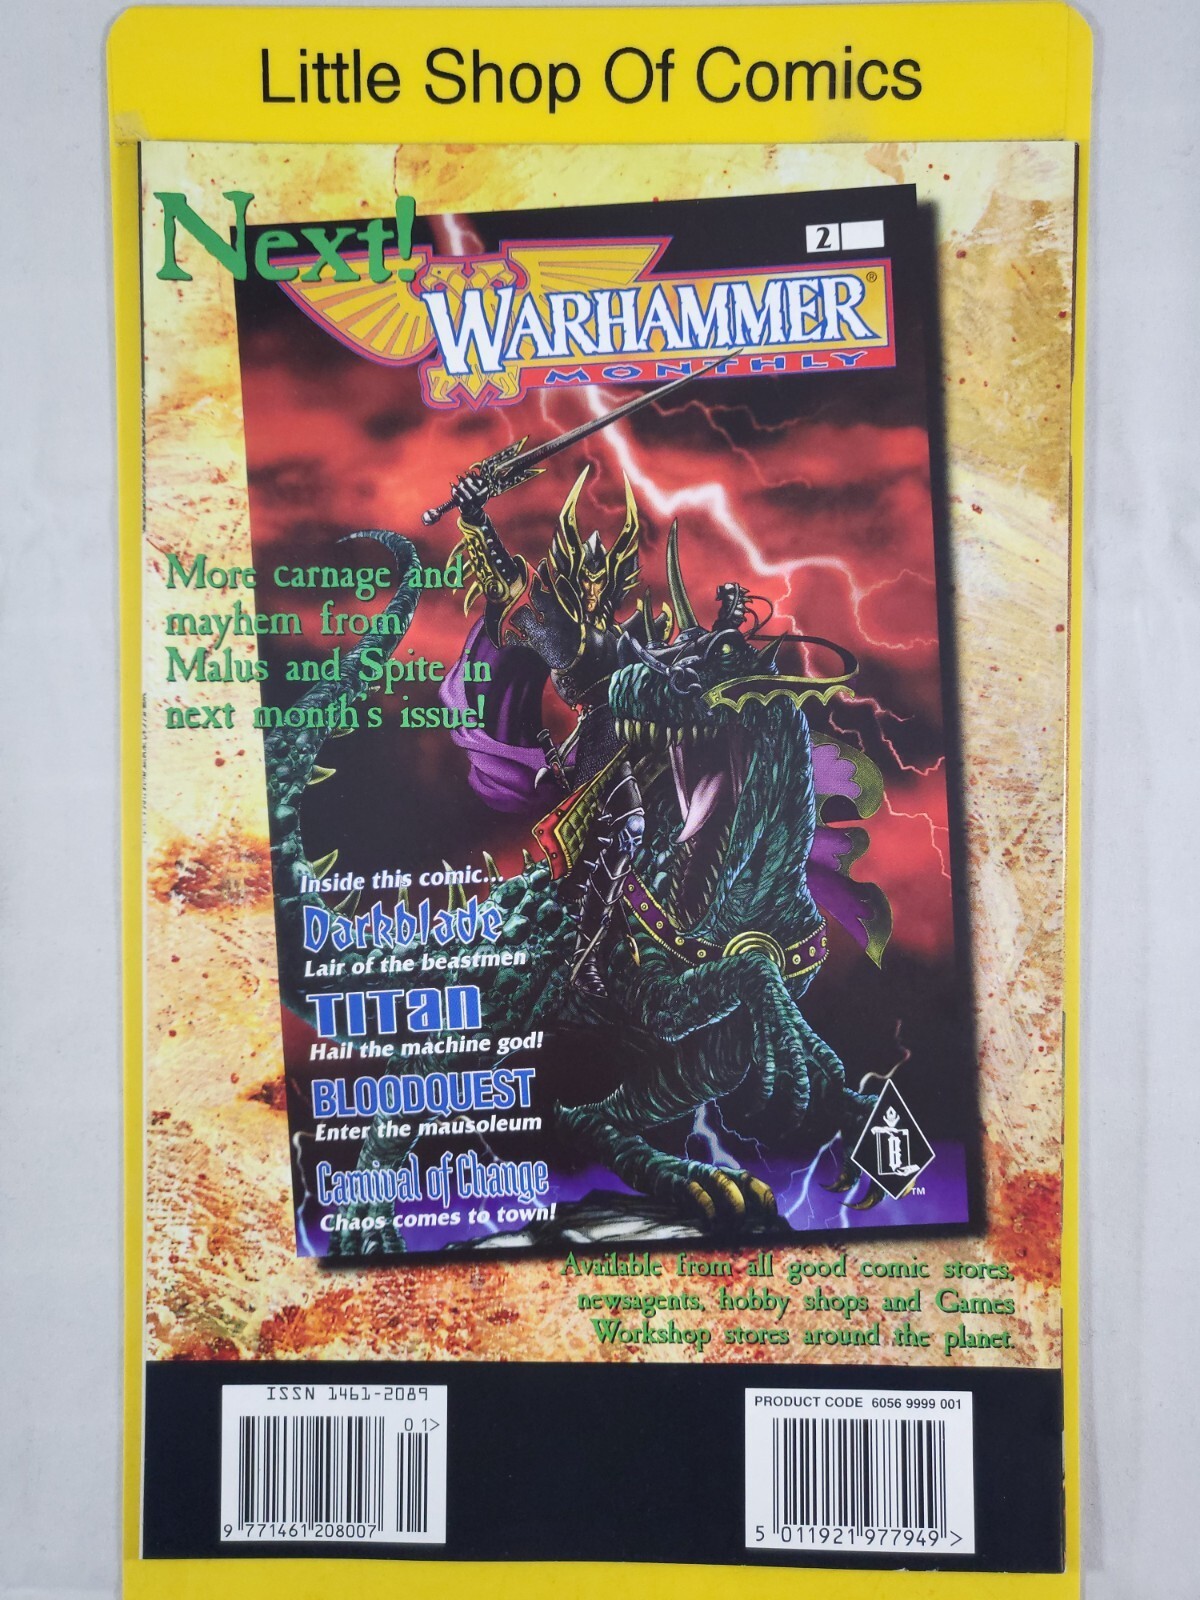 Little Shop Of Comics
Next!
2
WARHAMMER®
MONTHLY
More carnage and
mayhem from
Malus and Spite in
next month's issue!
Inside this comic...
Darkblade
Lair of the beastmen
TITAN
Hail the machine god!
BLOODQUEST
Enter the mausoleum
Carnival of Change
Chaos comes to town!
B L
TM
Available from all good comic stores,
newsagents, hobby shops and Games
Workshop stores around the planet.
ISSN 1461-2089
01>
9 771461 208007
PRODUCT CODE 6056 9999 001
5 011921 977949 >